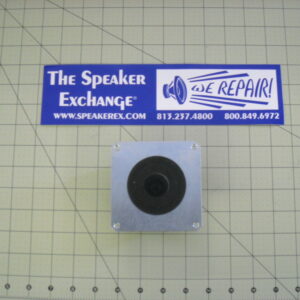 The Speaker
Exchange®
WE REPAIR!
www.speakerex.com 813.237.4800 800.849.6972